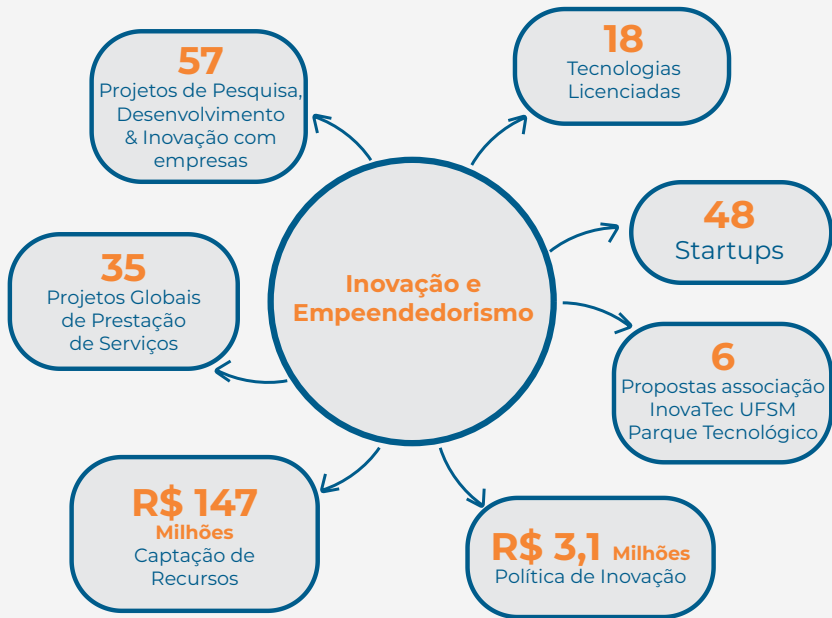 57
Projetos de Pesquisa,
Desenvolvimento
& Inovação com
empresas
18
Tecnologias
Licenciadas
48
Startups
35
Projetos Globais
de Prestação
de Serviços
Inovação e
Empeendedorismo
6
Propostas associação
InovaTec UFSM
Parque Tecnológico
R$ 147
Milhões
Captação de
Recursos
R$ 3,1 Milhões
Política de Inovação